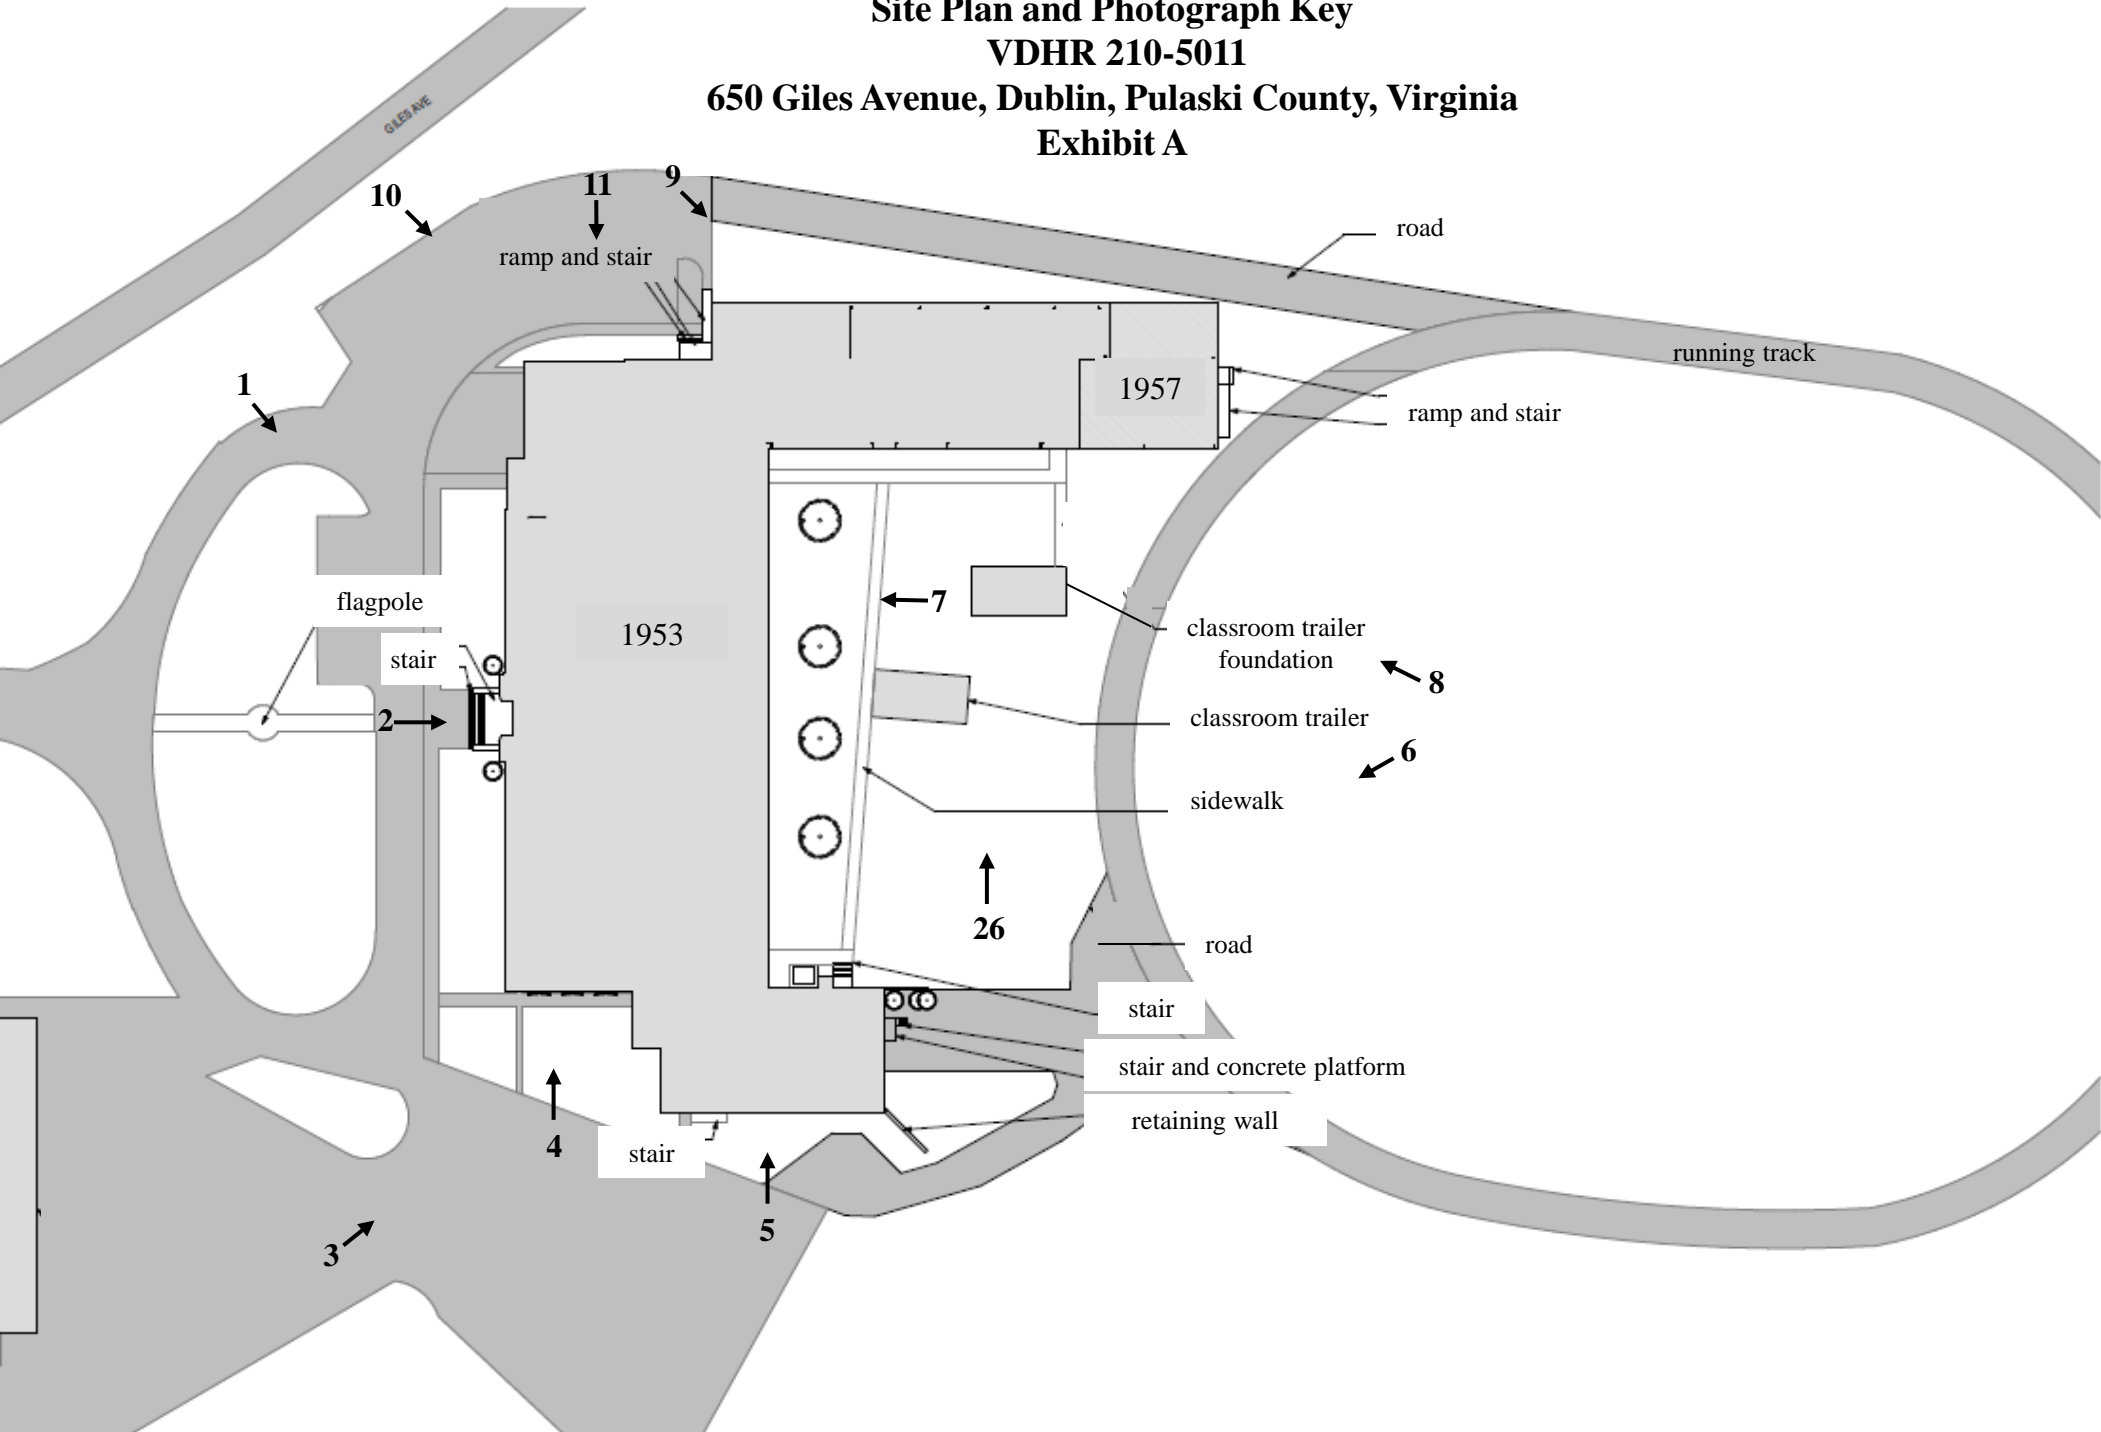 Site Plan and Photograph Key
VDHR 210-5011
650 Giles Avenue, Dublin, Pulaski County, Virginia
Exhibit A
GILES AVE
10
11
9
ramp and stair
road
running track
1
1957
ramp and stair
flagpole
7
1953
classroom trailer
foundation
stair
8
2
classroom trailer
6
sidewalk
26
road
stair
stair and concrete platform
retaining wall
4
stair
5
3